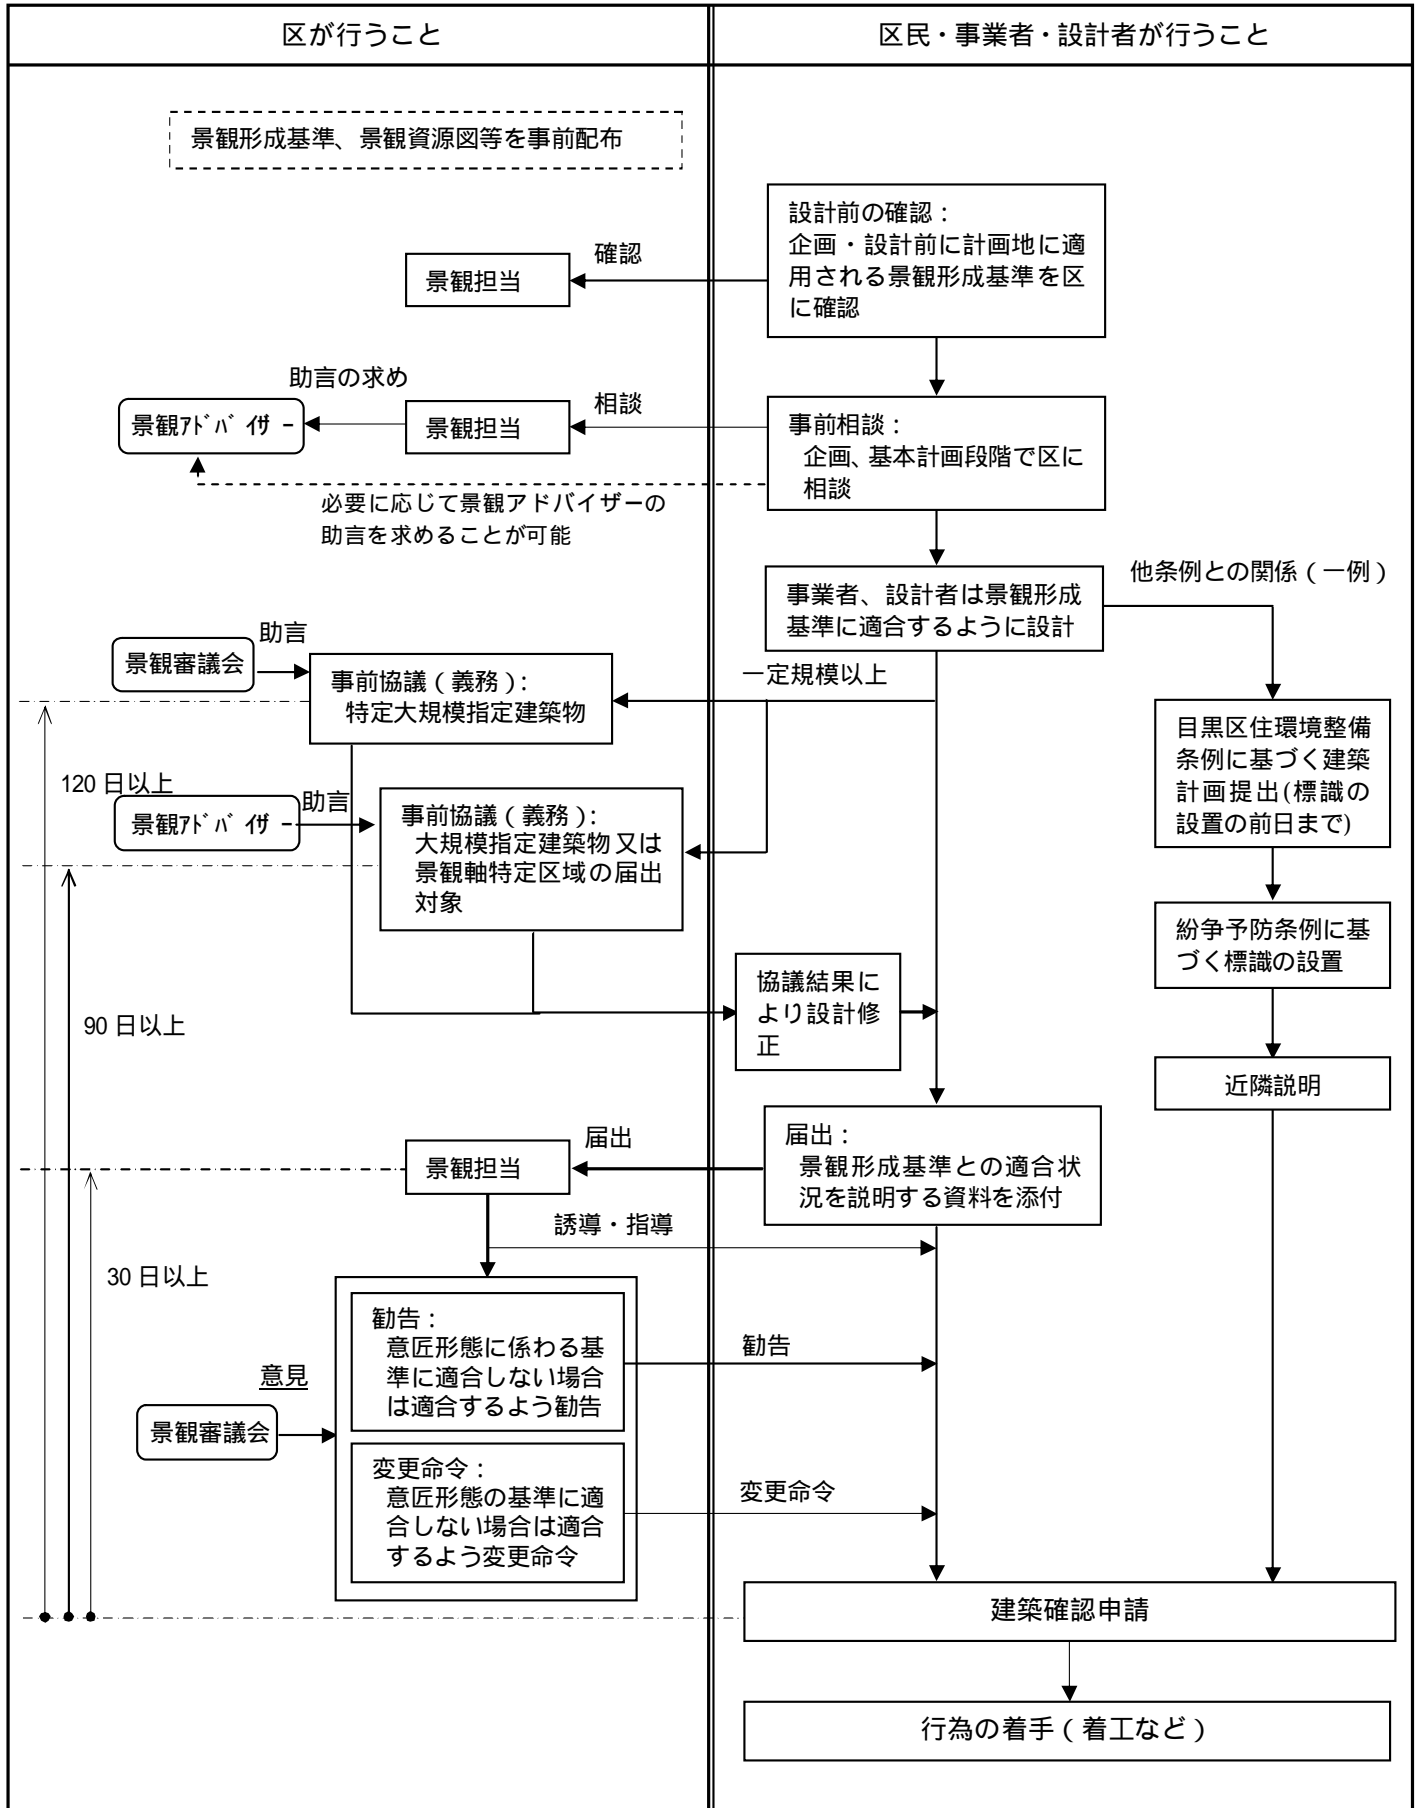 区が行うこと
区民・事業者・設計者が行うこと
景観形成基準、景観資源図等を事前配布
設計前の確認：
企画・設計前に計画地に適
用される景観形成基準を区
に確認
確認
景観担当
助言の求め
相談
景観ｱﾄﾞﾊﾞｲｻﾞｰ
景観担当
事前相談：
企画、基本計画段階で区に
相談
必要に応じて景観アドバイザーの
助言を求めることが可能
他条例との関係（一例）
事業者、設計者は景観形成
基準に適合するように設計
助言
景観審議会
事前協議（義務）：
特定大規模指定建築物
一定規模以上
目黒区住環境整備
条例に基づく建築
計画提出(標識の
設置の前日まで)
120日以上
助言
景観ｱﾄﾞﾊﾞｲｻﾞｰ
事前協議（義務）：
大規模指定建築物又は
景観軸特定区域の届出
対象
紛争予防条例に基
づく標識の設置
協議結果に
より設計修
正
90日以上
近隣説明
届出
景観担当
届出：
景観形成基準との適合状
況を説明する資料を添付
誘導・指導
30日以上
勧告：
意匠形態に係わる基
準に適合しない場合
は適合するよう勧告
勧告
意見
景観審議会
変更命令：
意匠形態の基準に適
合しない場合は適合
するよう変更命令
変更命令
建築確認申請
行為の着手（着工など）